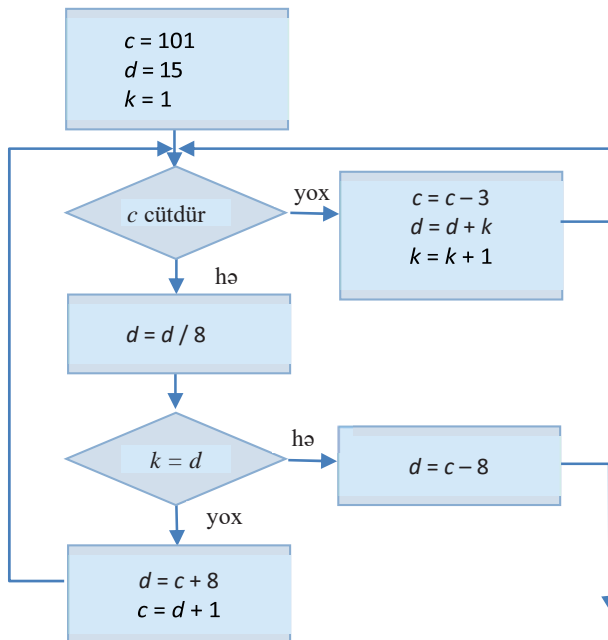 c = 101
d = 15
k = 1
c cütdür
yox
c = c – 3
d = d + k
k = k + 1
hə
d = d / 8
k = d
hə
d = c – 8
yox
d = c + 8
c = d + 1